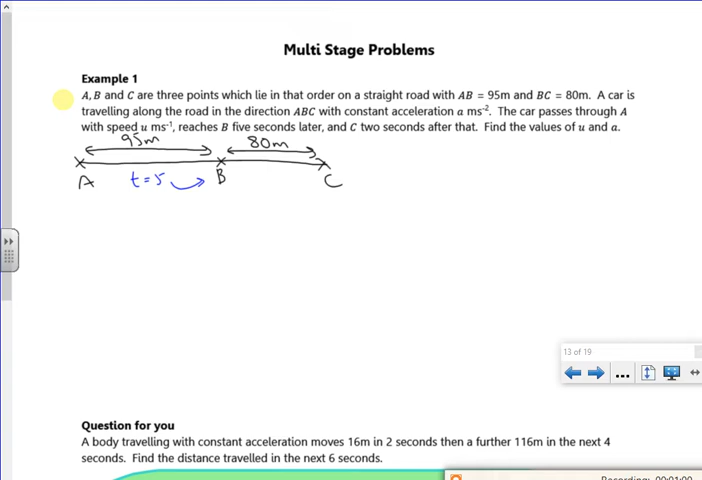 Multi Stage Problems
Example 1
A, B and C are three points which lie in that order on a straight road with AB = 95m and BC = 80m. A car is
travelling along the road in the direction ABC with constant acceleration a ms⁻². The car passes through A
with speed u ms⁻¹, reaches B five seconds later, and C two seconds after that. Find the values of u and a.
95m 80m
A t=5 B C
13 of 19
Question for you
A body travelling with constant acceleration moves 16m in 2 seconds then a further 116m in the next 4
seconds. Find the distance travelled in the next 6 seconds.
Recording: 00:01:00